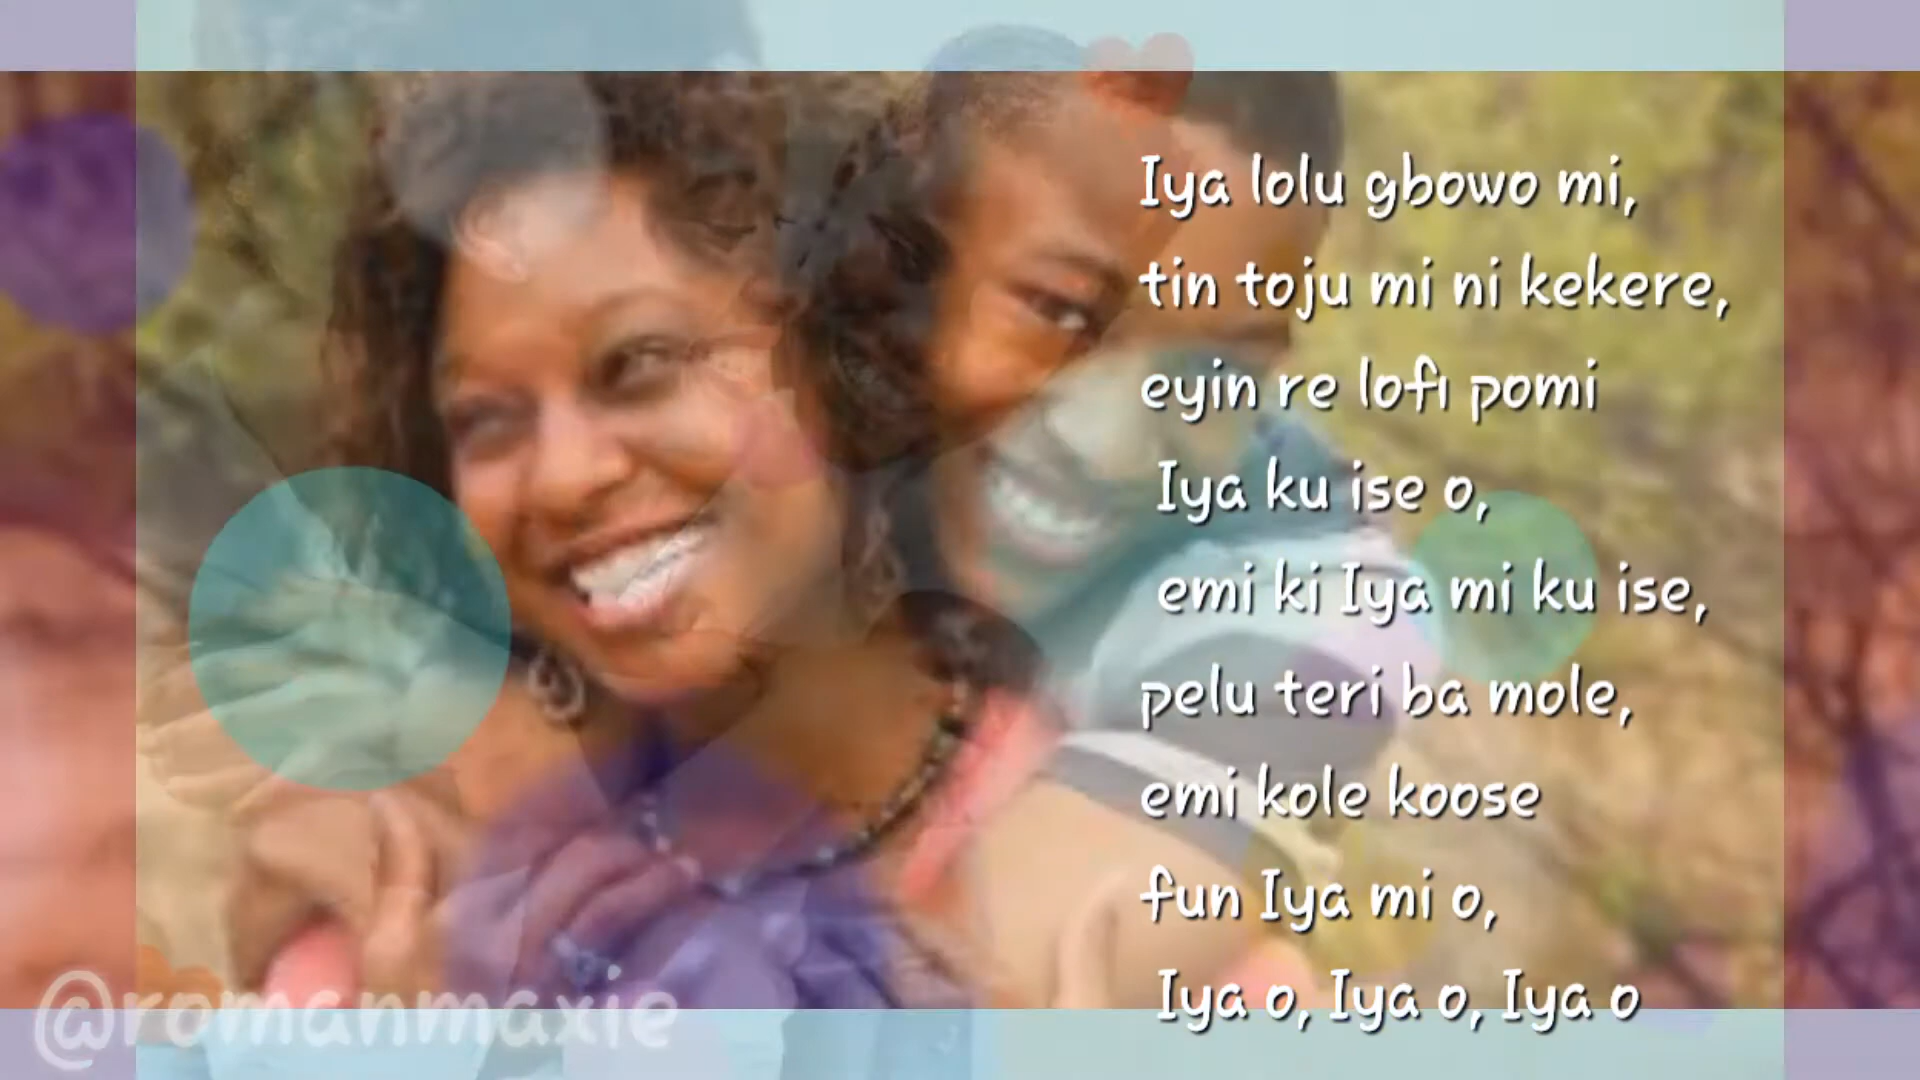 Iya lolu gbowo mi,
tin toju mi ni kekere,
eyin re lofi pomi
Iya ku ise o,
emi ki Iya mi ku ise,
pelu teri ba mole,
emi kole koose
fun Iya mi o,
Iya o, Iya o, Iya o
@romanmaxie